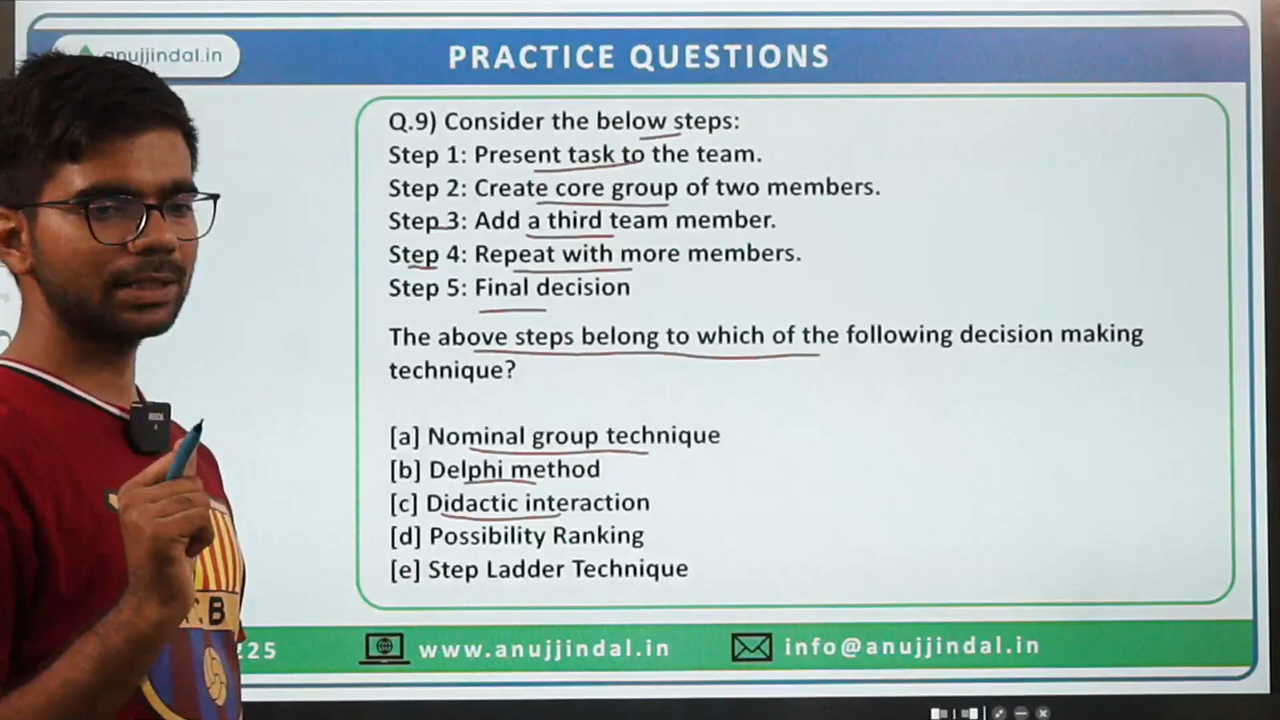 anujjindal.in
PRACTICE QUESTIONS
Q.9) Consider the below steps:
Step 1: Present task to the team.
Step 2: Create core group of two members.
Step 3: Add a third team member.
Step 4: Repeat with more members.
Step 5: Final decision
The above steps belong to which of the following decision making
technique?
[a] Nominal group technique
[b] Delphi method
[c] Didactic interaction
[d] Possibility Ranking
[e] Step Ladder Technique
225
www.anujjindal.in
info@anujjindal.in